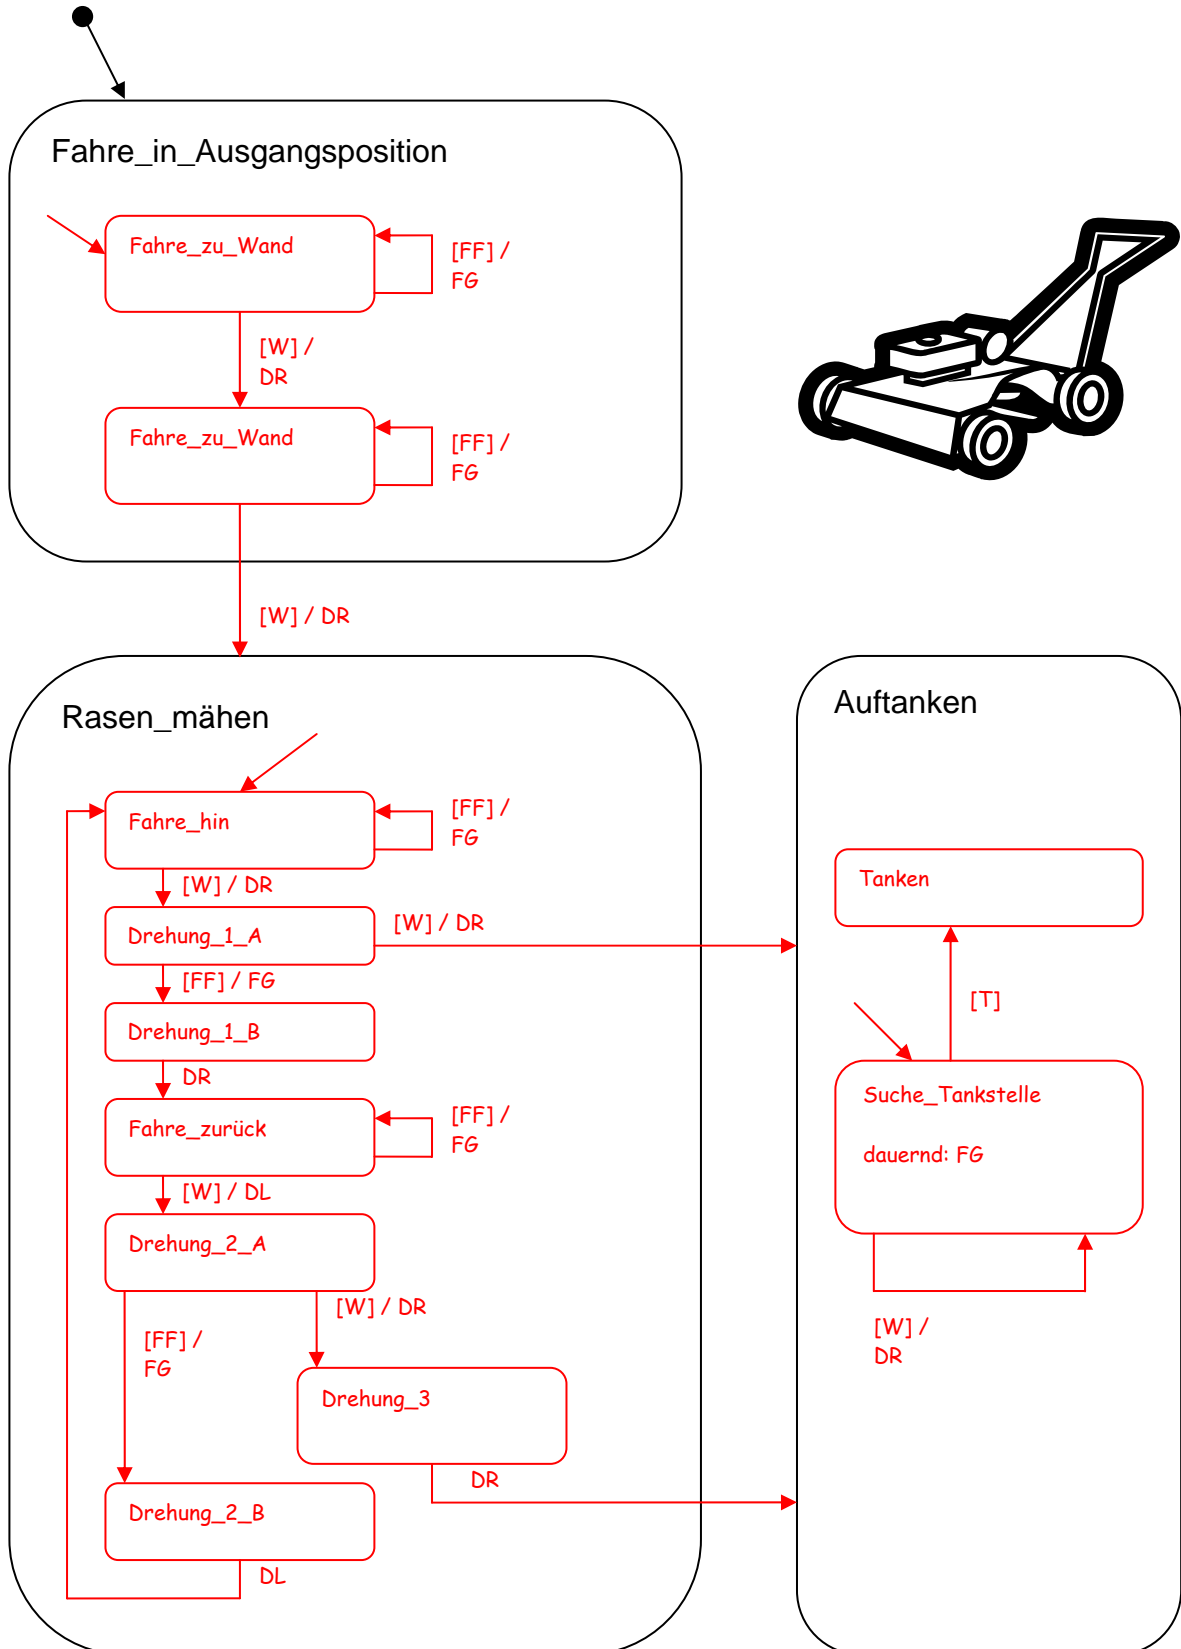 Fahre_in_Ausgangsposition
Fahre_zu_Wand
[FF] /
FG
[W] /
DR
Fahre_zu_Wand
[FF] /
FG
[W] / DR
Rasen_mähen
Fahre_hin
[FF] /
FG
[W] / DR
Drehung_1_A
[W] / DR
[FF] / FG
Drehung_1_B
DR
Fahre_zurück
[FF] /
FG
[W] / DL
Drehung_2_A
[W] / DR
[FF] /
FG
Drehung_3
DR
Drehung_2_B
DL
Auftanken
Tanken
[T]
Suche_Tankstelle
dauernd: FG
[W] /
DR